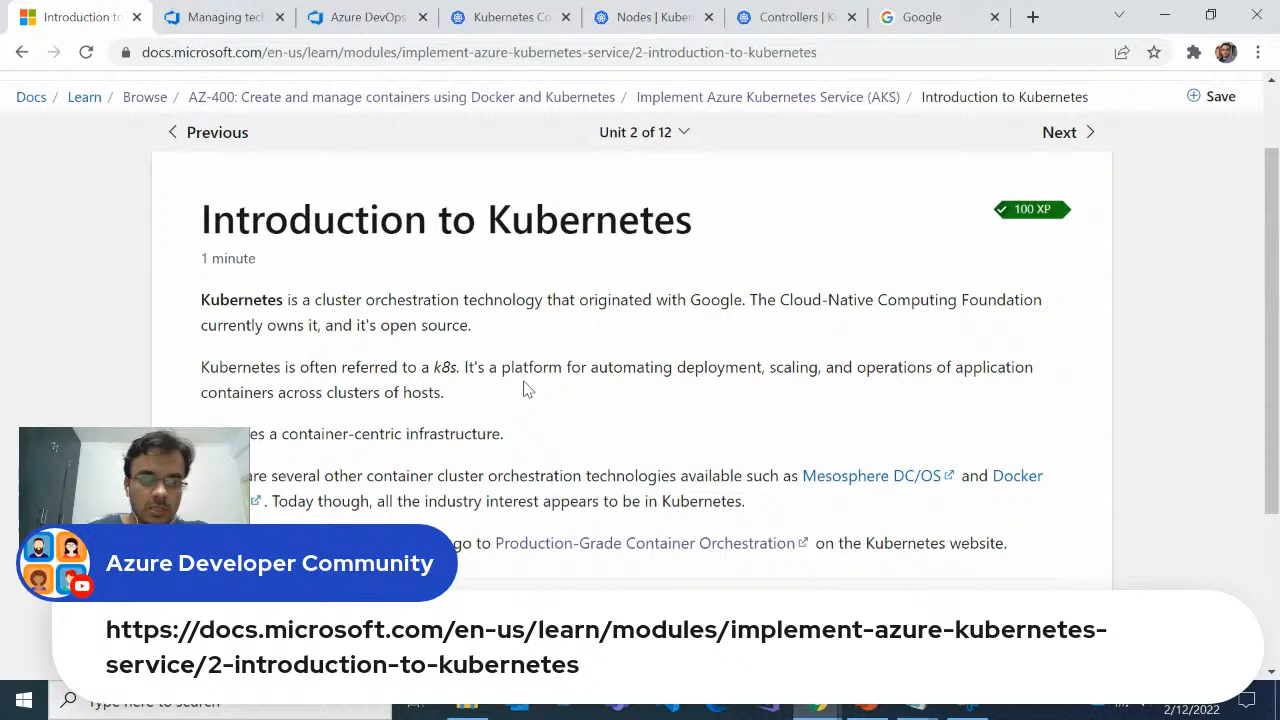 Introduction to
Managing tech
Azure DevOps
Kubernetes Co
Nodes | Kuber
Controllers | K
Google
docs.microsoft.com/en-us/learn/modules/implement-azure-kubernetes-service/2-introduction-to-kubernetes
Docs / Learn / Browse / AZ-400: Create and manage containers using Docker and Kubernetes / Implement Azure Kubernetes Service (AKS) / Introduction to Kubernetes
Save
Previous
Unit 2 of 12
Next
Introduction to Kubernetes
100 XP
1 minute
Kubernetes is a cluster orchestration technology that originated with Google. The Cloud-Native Computing Foundation
currently owns it, and it's open source.
Kubernetes is often referred to a k8s. It's a platform for automating deployment, scaling, and operations of application
containers across clusters of hosts.
es a container-centric infrastructure.
are several other container cluster orchestration technologies available such as Mesosphere DC/OS and Docker
. Today though, all the industry interest appears to be in Kubernetes.
go to Production-Grade Container Orchestration on the Kubernetes website.
Azure Developer Community
https://docs.microsoft.com/en-us/learn/modules/implement-azure-kubernetes-
service/2-introduction-to-kubernetes
Type here to search
2/12/2022